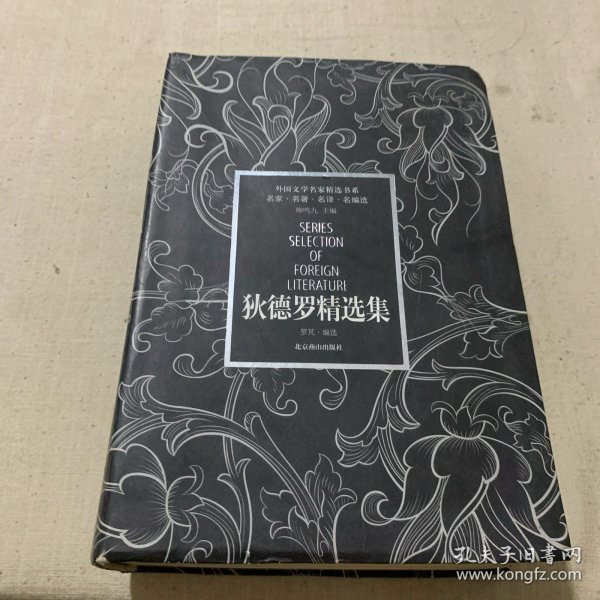 外国文学名家精选书系
名家·名著·名译·名编选
柳鸣九 主编
SERIES
SELECTION
OF
FOREIGN
LITERATURE
狄德罗精选集
罗芃·编选
北京燕山出版社
孔夫子旧书网
www.kongfz.com